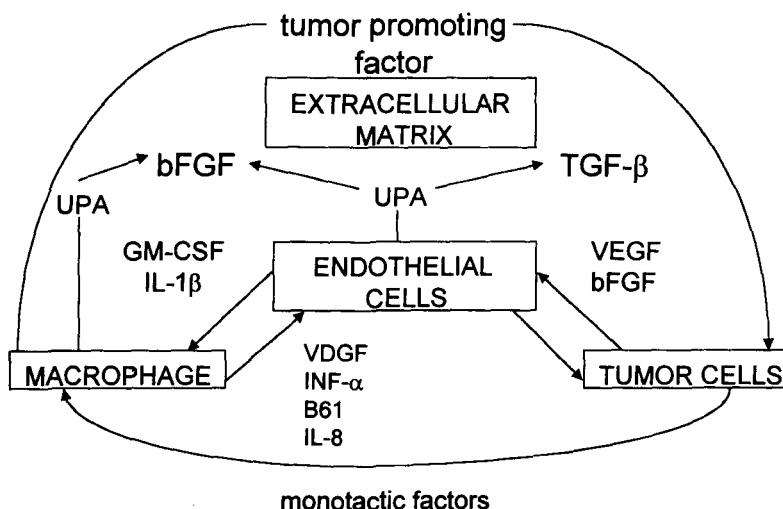 tumor promoting
factor
EXTRACELLULAR
MATRIX
bFGF
TGF-β
UPA
UPA
GM-CSF
IL-1β
ENDOTHELIAL
CELLS
VEGF
bFGF
VDGF
INF-α
B61
IL-8
MACROPHAGE
TUMOR CELLS
monotactic factors